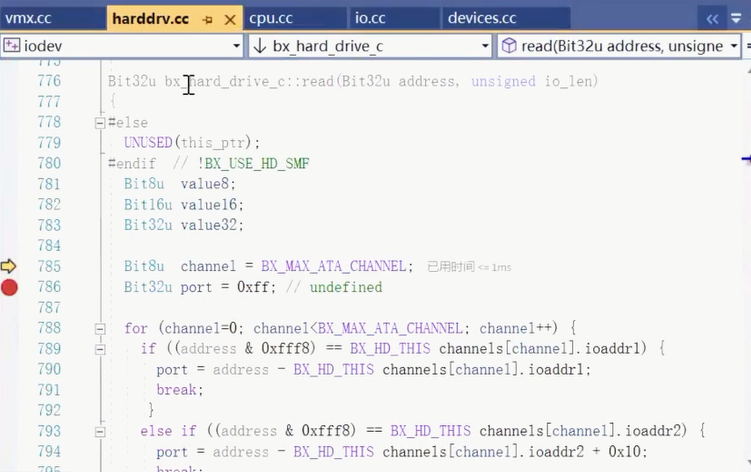 vmx.cc harddrv.cc cpu.cc io.cc devices.cc
iodev bx_hard_drive_c read(Bit32u address, unsigne
775
776 Bit32u bx_hard_drive_c::read(Bit32u address, unsigned io_len)
777 {
778 #else
779 UNUSED(this_ptr);
780 #endif // !BX_USE_HD_SMF
781 Bit8u value8;
782 Bit16u value16;
783 Bit32u value32;
784
785 Bit8u channel = BX_MAX_ATA_CHANNEL; 已用时间 <= 1ms
786 Bit32u port = 0xff; // undefined
787
788 for (channel=0; channel<BX_MAX_ATA_CHANNEL; channel++) {
789 if ((address & 0xfff8) == BX_HD_THIS channels[channel].ioaddr1) {
790 port = address - BX_HD_THIS channels[channel].ioaddr1;
791 break;
792 }
793 else if ((address & 0xfff8) == BX_HD_THIS channels[channel].ioaddr2) {
794 port = address - BX_HD_THIS channels[channel].ioaddr2 + 0x10;
795 break;